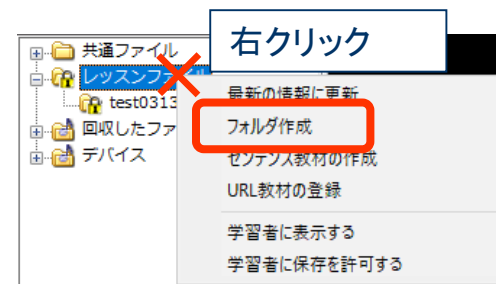 右クリック
共通ファイル
レッスンファイル
test0313
回収したファ
デバイス
最新の情報に更新
フォルダ作成
センテンス教材の作成
URL教材の登録
学習者に表示する
学習者に保存を許可する